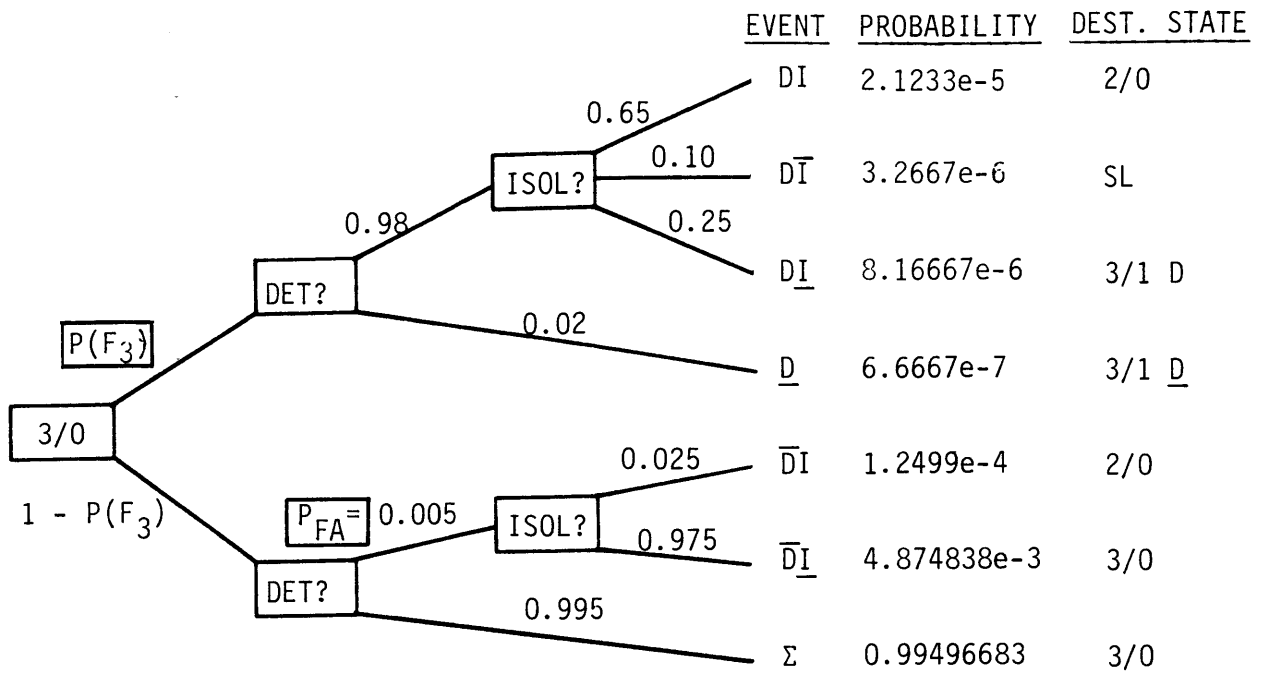 EVENT PROBABILITY DEST. STATE
DI 2.1233e-5 2/0
0.65
0.10
DI̅ 3.2667e-6 SL
ISOL?
0.98
0.25
DI̲ 8.16667e-6 3/1 D
DET?
0.02
P(F3)
D̲ 6.6667e-7 3/1 D̲
3/0
0.025
D̅I 1.2499e-4 2/0
1 - P(F3)
PFA= 0.005
ISOL?
0.975
D̅I̲ 4.874838e-3 3/0
DET?
0.995
Σ 0.99496683 3/0